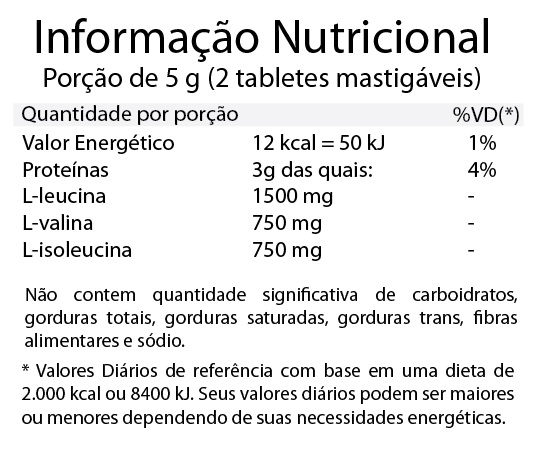 Informação Nutricional
Porção de 5 g (2 tabletes mastigáveis)
Quantidade por porção %VD(*)
Valor Energético 12 kcal = 50 kJ 1%
Proteínas 3g das quais: 4%
L-leucina 1500 mg -
L-valina 750 mg -
L-isoleucina 750 mg -
Não contem quantidade significativa de carboidratos,
gorduras totais, gorduras saturadas, gorduras trans, fibras
alimentares e sódio.
* Valores Diários de referência com base em uma dieta de
2.000 kcal ou 8400 kJ. Seus valores diários podem ser maiores
ou menores dependendo de suas necessidades energéticas.